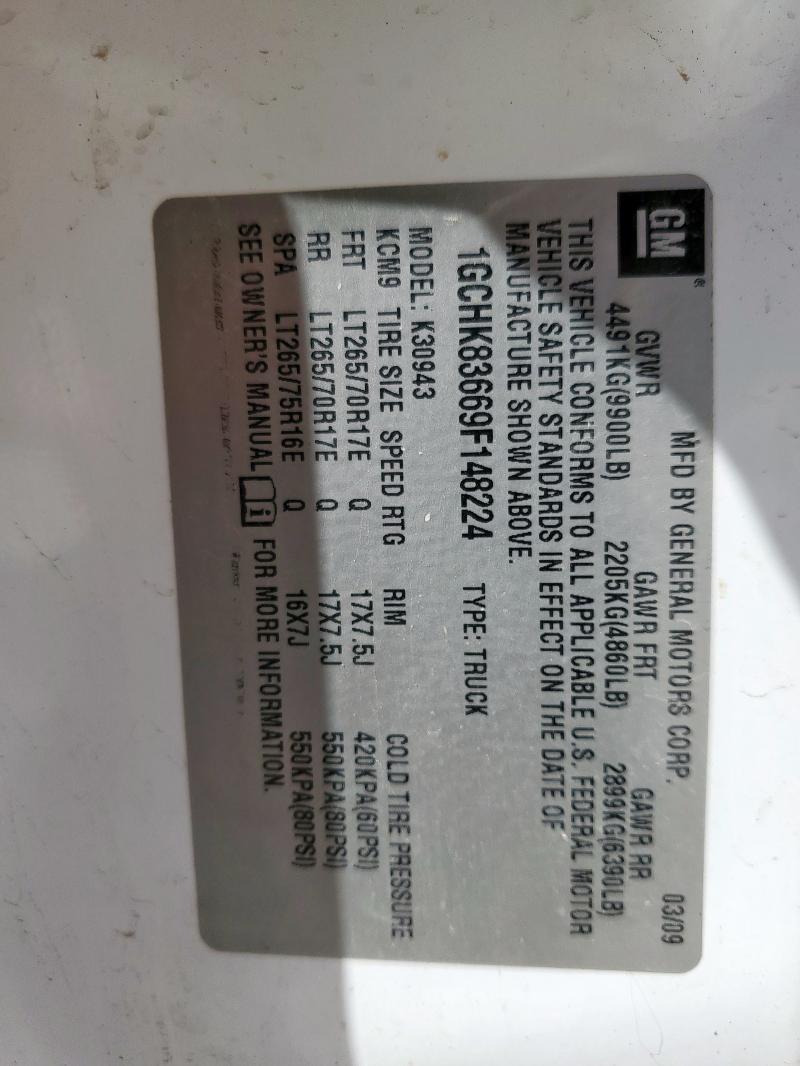 GM®
MFD BY GENERAL MOTORS CORP. 03/09
GVWR GAWR FRT GAWR RR
4491KG(9900LB) 2205KG(4860LB) 2899KG(6390LB)
THIS VEHICLE CONFORMS TO ALL APPLICABLE U.S. FEDERAL MOTOR
VEHICLE SAFETY STANDARDS IN EFFECT ON THE DATE OF
MANUFACTURE SHOWN ABOVE.
1GCHK83669F148224 TYPE: TRUCK
MODEL: K30943
KCM9 TIRE SIZE SPEED RTG RIM COLD TIRE PRESSURE
FRT LT265/70R17E Q 17X7.5J 420KPA(60PSI)
RR LT265/70R17E Q 17X7.5J 550KPA(80PSI)
SPA LT265/75R16E Q 16X7J 550KPA(80PSI)
SEE OWNER'S MANUAL i FOR MORE INFORMATION.